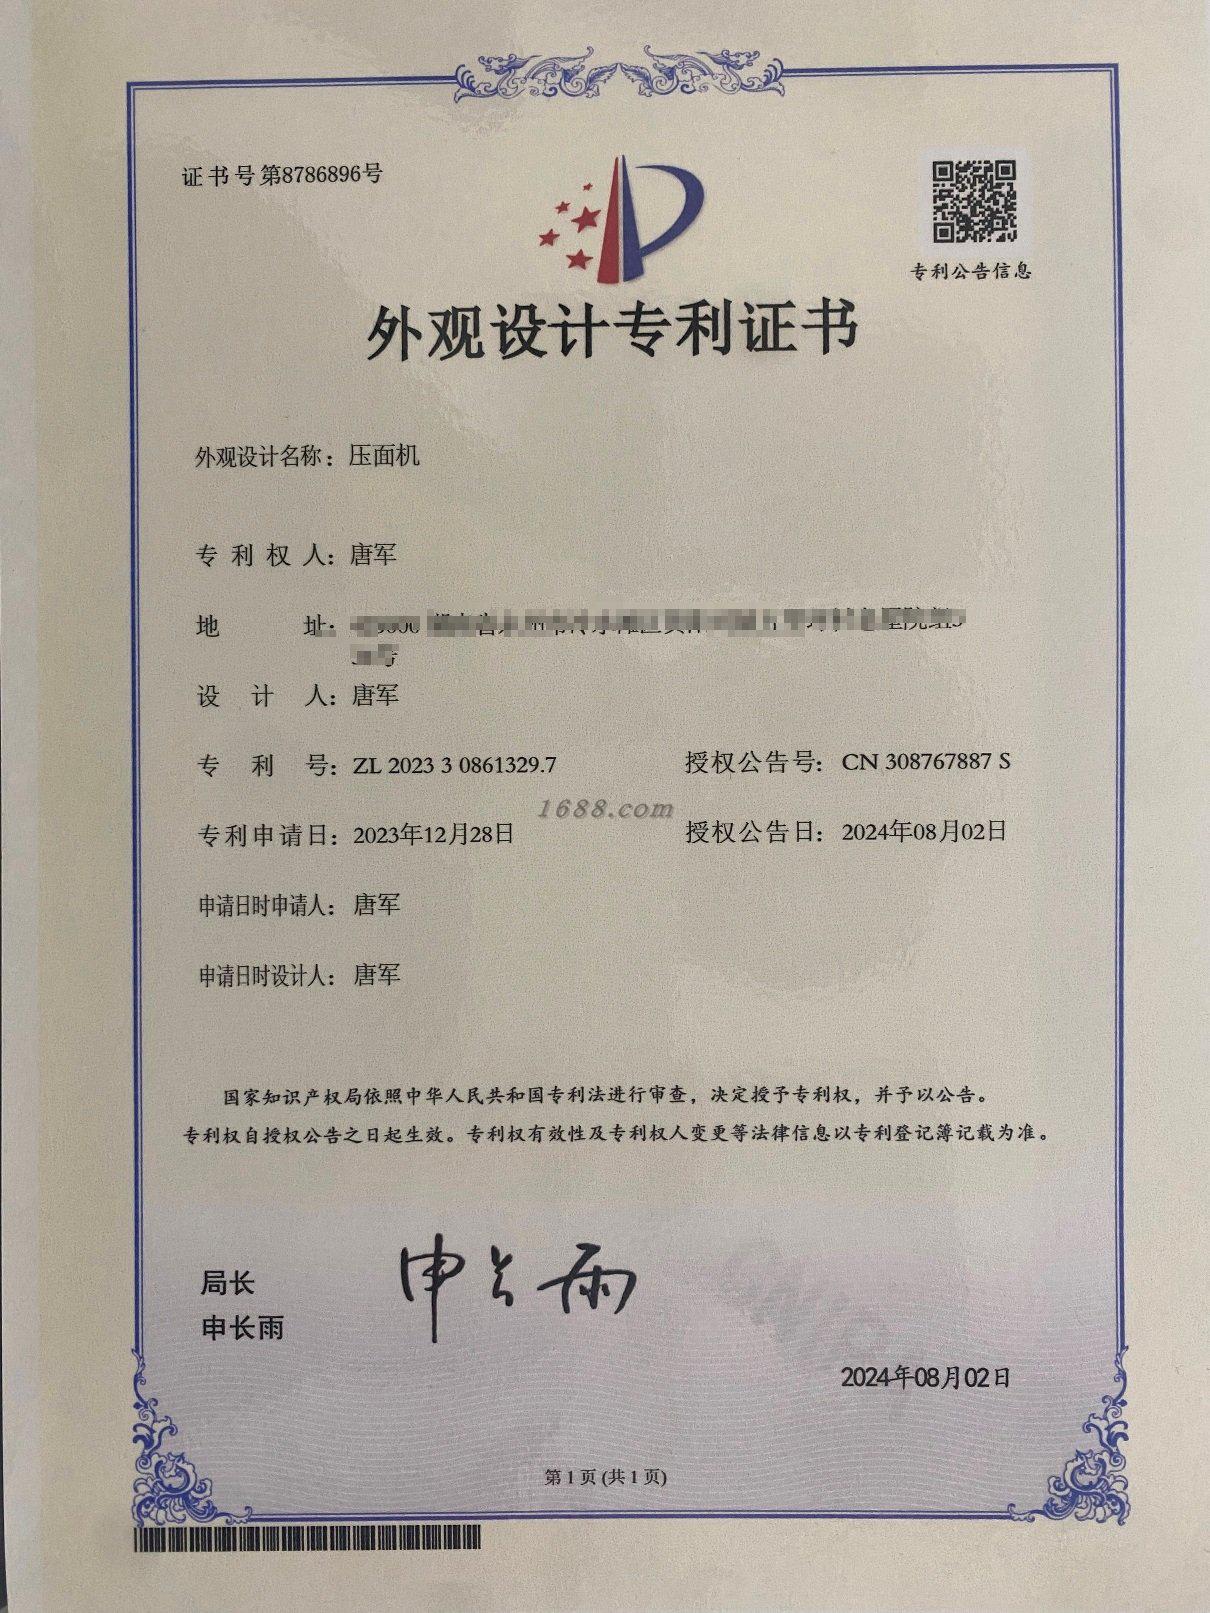 证书号第8786896号
专利公告信息
外观设计专利证书
外观设计名称：压面机
专利权人：唐军
地址：
设计人：唐军
专利号：ZL 2023 3 0861329.7
授权公告号：CN 308767887 S
1688.com
专利申请日：2023年12月28日
授权公告日：2024年08月02日
申请日时申请人：唐军
申请日时设计人：唐军
国家知识产权局依照中华人民共和国专利法进行审查，决定授予专利权，并予以公告。
专利权自授权公告之日起生效。专利权有效性及专利权人变更等法律信息以专利登记簿记载为准。
局长
申长雨
申长雨
2024年08月02日
第1页(共1页)